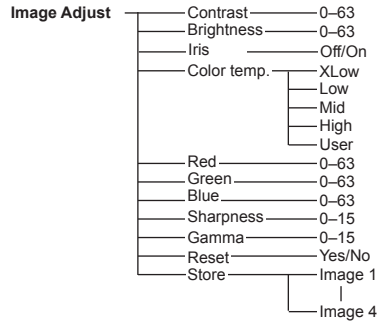 Image Adjust Contrast 0–63
Brightness 0–63
Iris Off/On
Color temp. XLow
Low
Mid
High
User
Red 0–63
Green 0–63
Blue 0–63
Sharpness 0–15
Gamma 0–15
Reset Yes/No
Store Image 1
Image 4